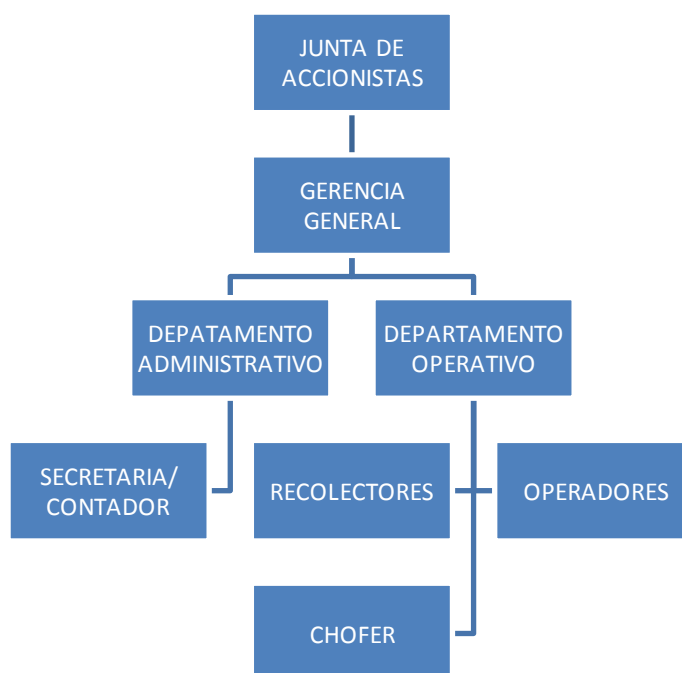 JUNTA DE
ACCIONISTAS
GERENCIA
GENERAL
DEPATAMENTO
ADMINISTRATIVO
DEPARTAMENTO
OPERATIVO
SECRETARIA/
CONTADOR
RECOLECTORES
OPERADORES
CHOFER